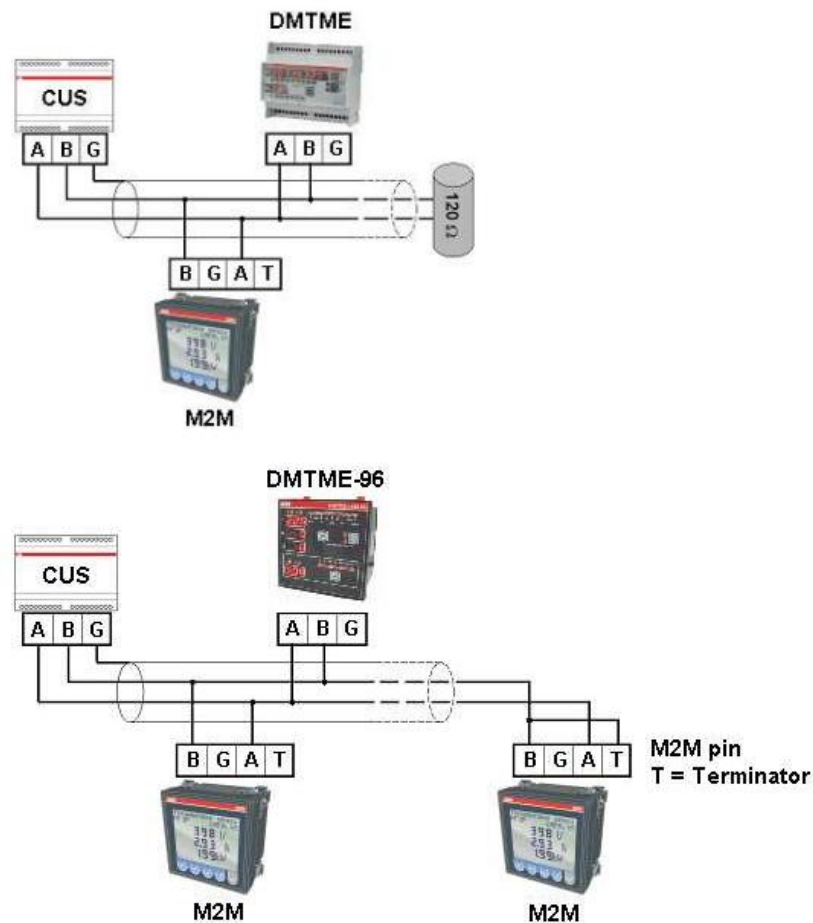 DMTME
CUS
A B G
A B G
120 Ω
B G A T
M2M
DMTME-96
CUS
A B G
A B G
B G A T
B G A T
M2M pin
T = Terminator
M2M
M2M